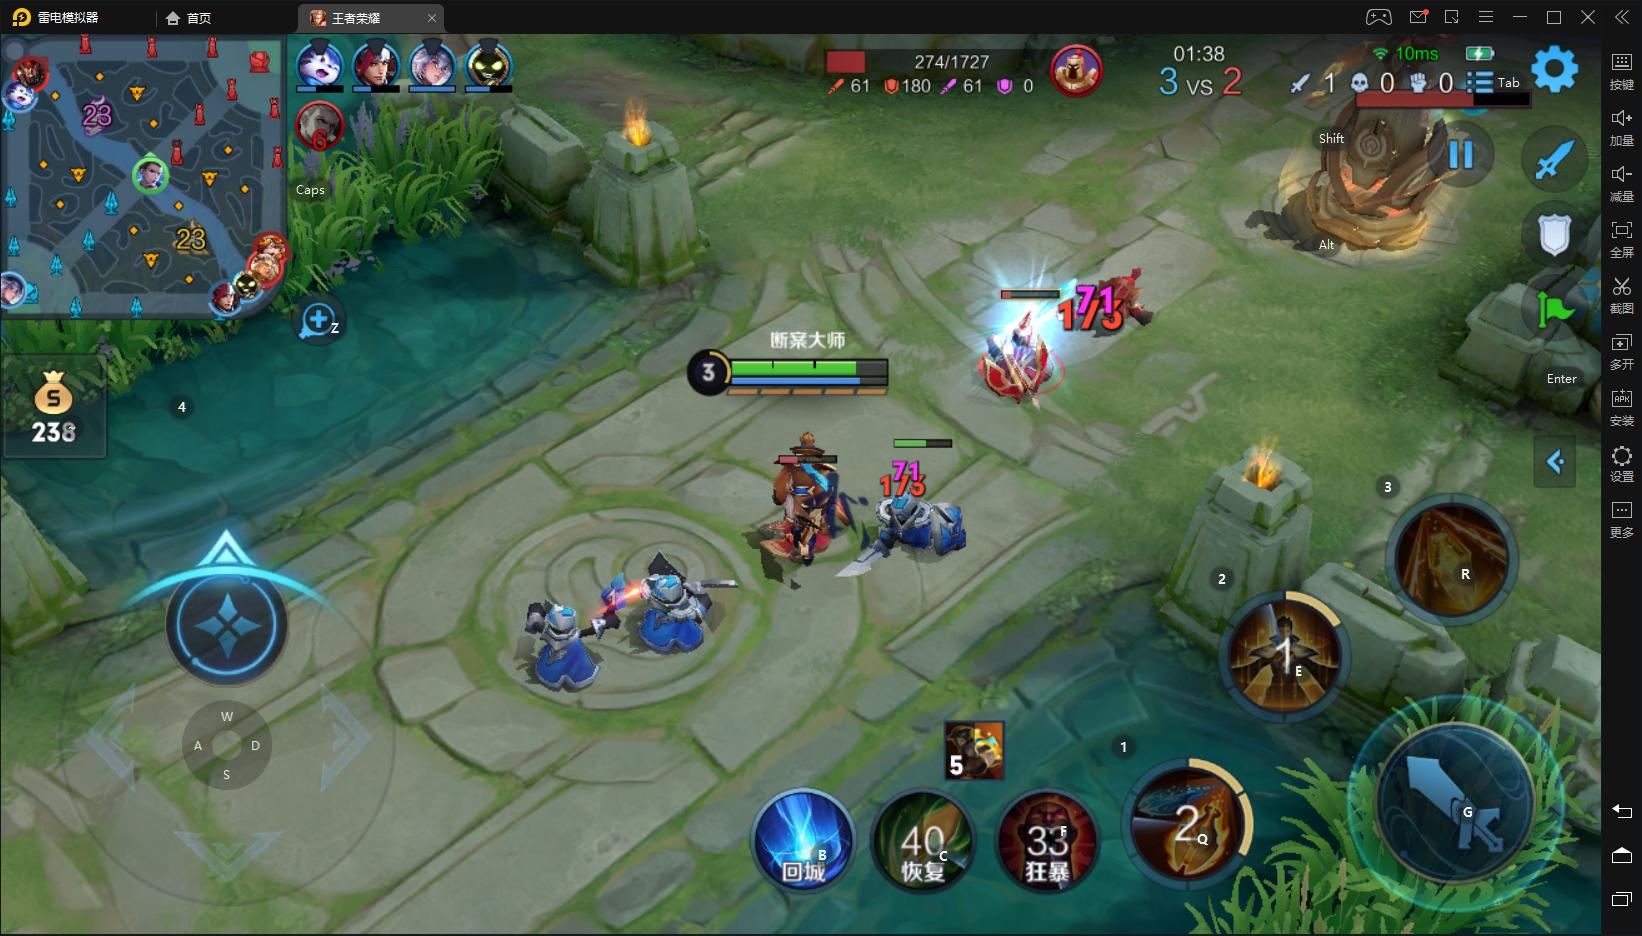 雷电模拟器
首页
王者荣耀
274/1727
61 180 61 0
01:38
3 VS 2
10ms
1 0 0
Tab
按键
加量
减量
全屏
截图
多开
安装
设置
更多
23
23
6
Caps
Shift
Alt
Enter
Z
S
4
断案大师
3
71
173
71
173
3
R
2
1
E
W
A
D
S
5
1
2
Q
G
B
回城
40
C
恢复
33
F
狂暴
APK